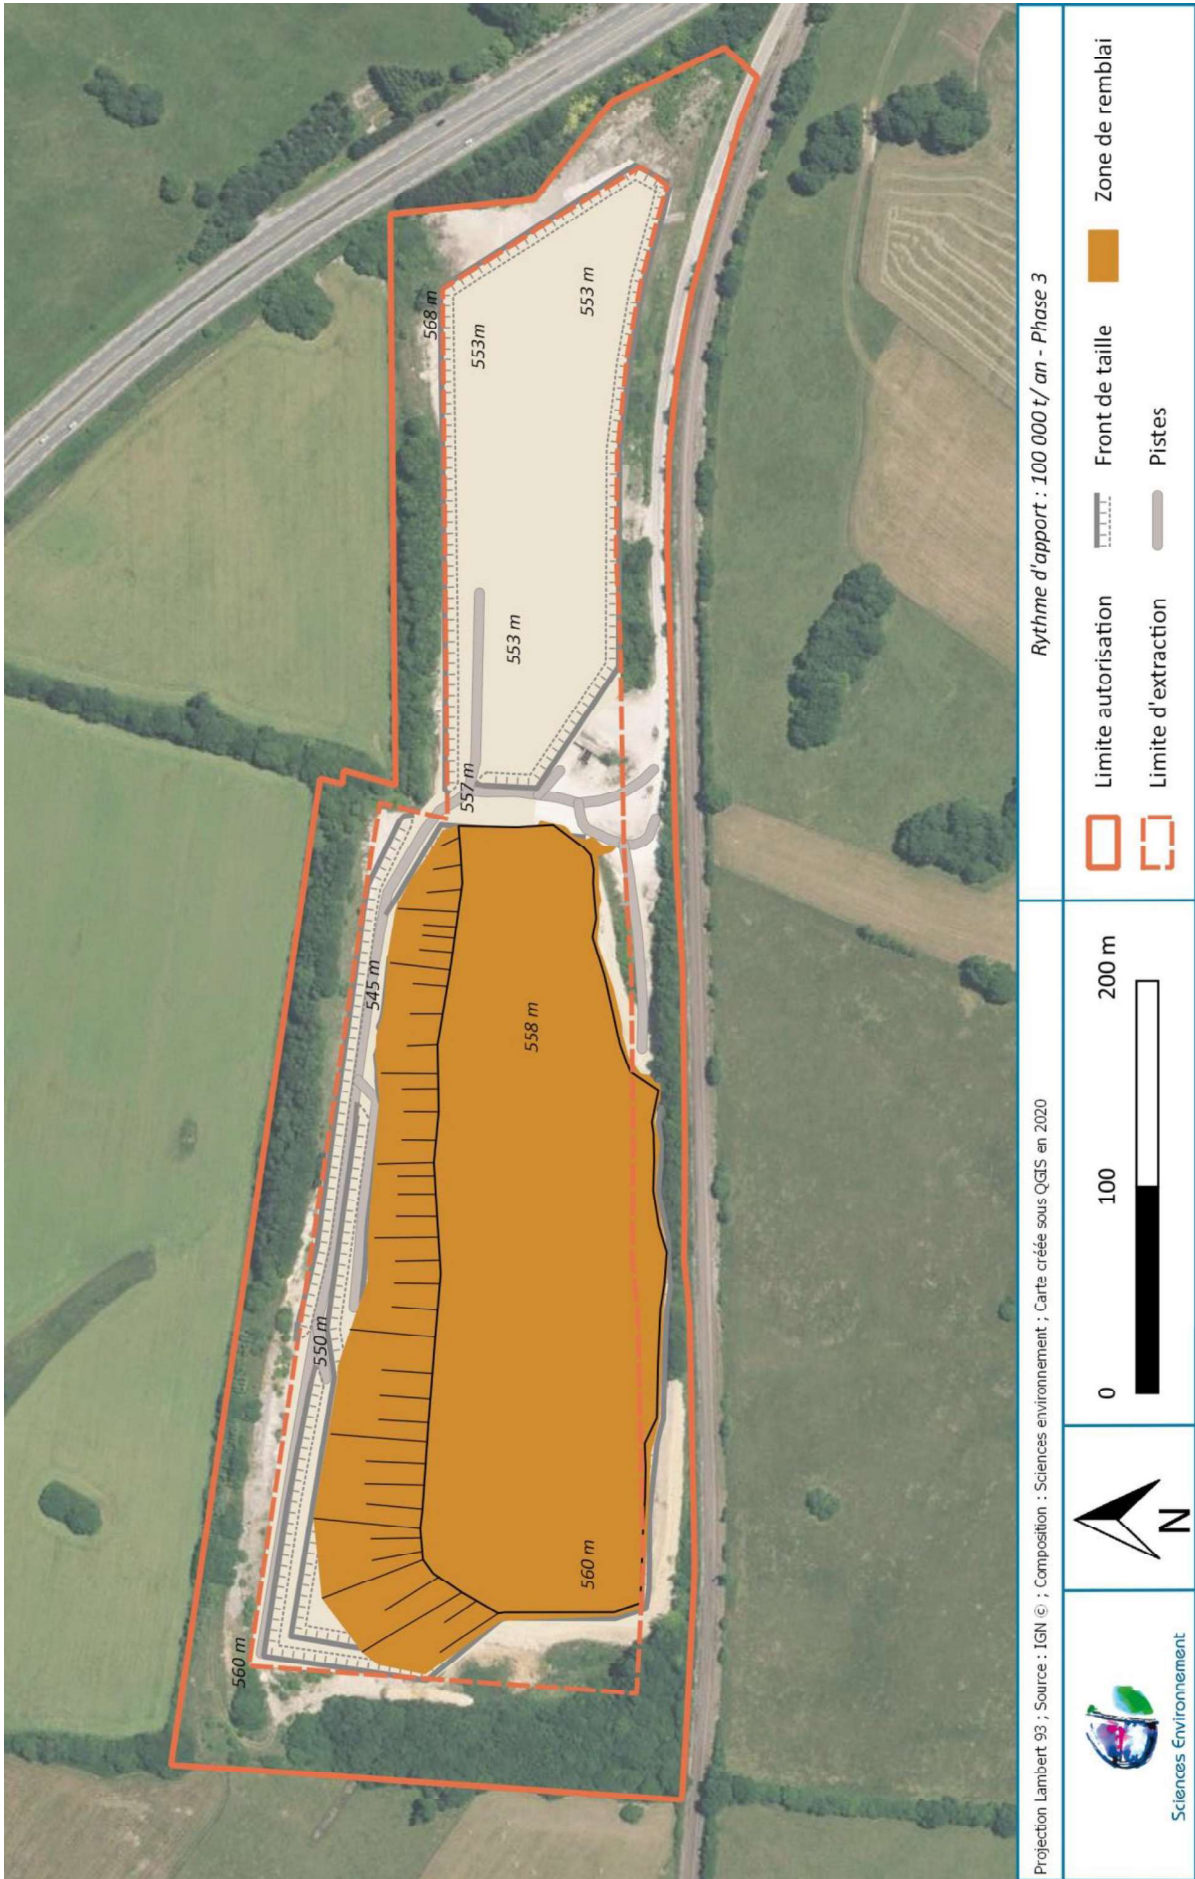 560 m
550 m
545 m
568 m
557 m
553m
553 m
553 m
558 m
560 m
Projection Lambert 93 ; Source : IGN © ; Composition : Sciences environnement ; Carte créée sous QGIS en 2020
Rythme d'apport : 100 000 t/ an - Phase 3
Sciences Environnement
N
0 100 200 m
Limite autorisation
Front de taille
Zone de remblai
Limite d'extraction
Pistes